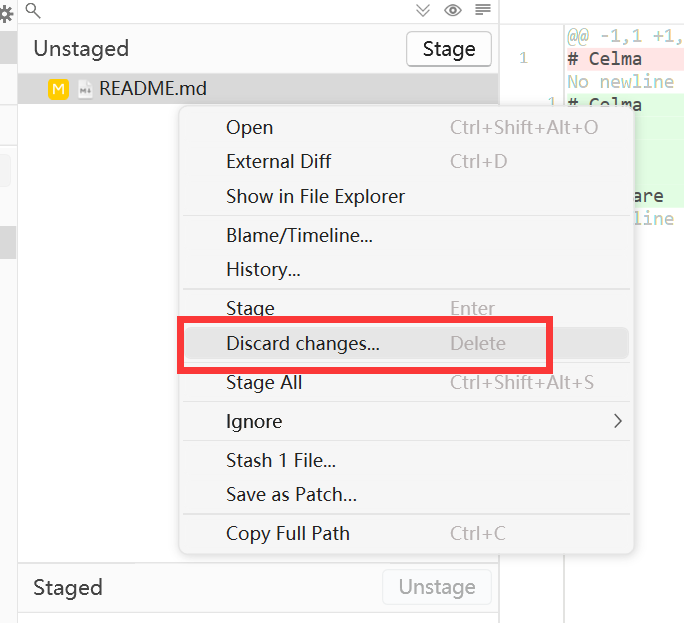 Unstaged
Stage
M README.md
Open Ctrl+Shift+Alt+O
External Diff Ctrl+D
Show in File Explorer
Blame/Timeline...
History...
Stage Enter
Discard changes... Delete
Stage All Ctrl+Shift+Alt+S
Ignore
Stash 1 File...
Save as Patch...
Copy Full Path Ctrl+C
Staged
Unstage
@@ -1,1 +1,
1 # Celma
No newline
1 # Celma
are
line